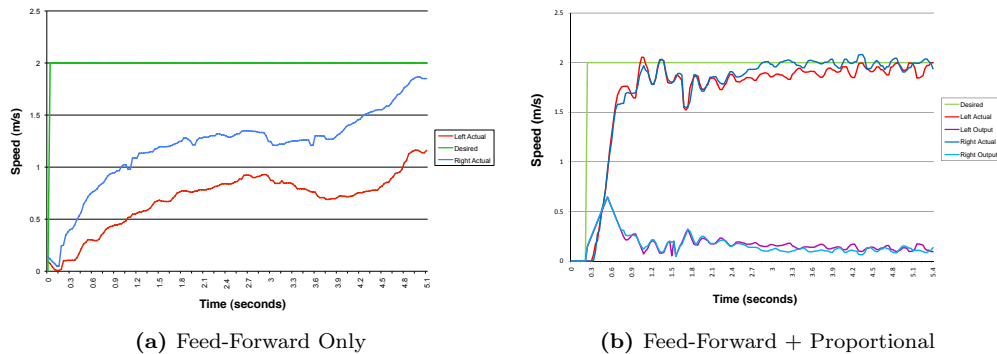 2.5
2
1.5
1
0.5
0
Speed (m/s)
0 0.3 0.6 0.9 1.2 1.5 1.8 2.1 2.4 2.7 3 3.3 3.6 3.9 4.2 4.5 4.8 5.1
Time (seconds)
Left Actual
Desired
Right Actual
(a) Feed-Forward Only
2.5
2
1.5
1
0.5
0
Speed (m/s)
0 0.3 0.6 0.9 1.2 1.5 1.8 2.1 2.4 2.7 3 3.3 3.6 3.9 4.2 4.5 4.8 5.1 5.4
Time (seconds)
Desired
Left Actual
Left Output
Right Actual
Right Output
(b) Feed-Forward + Proportional